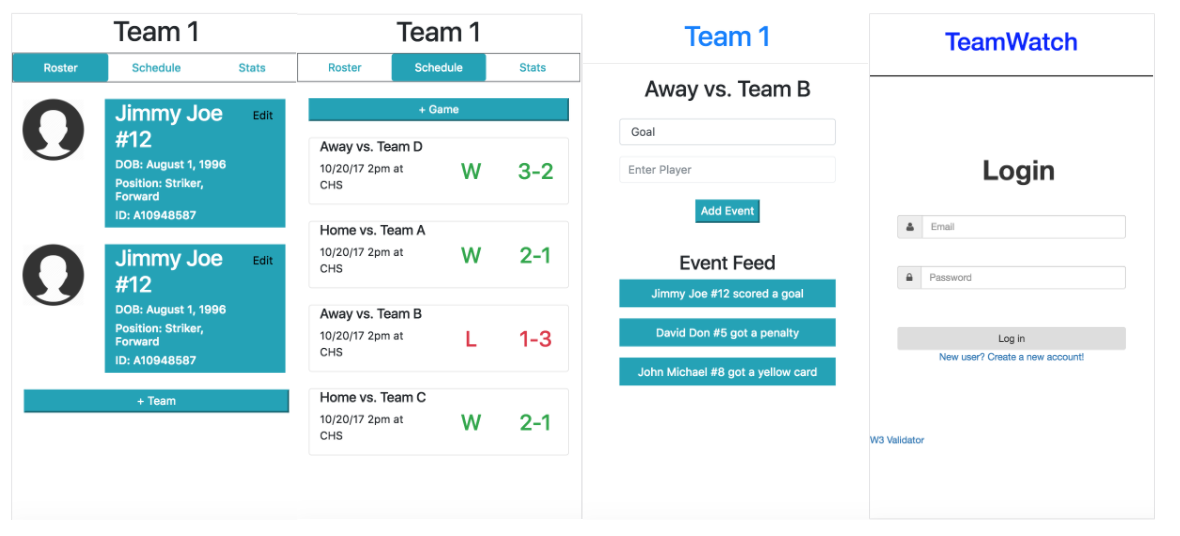 Team 1
Roster
Schedule
Stats
Jimmy Joe
#12
Edit
DOB: August 1, 1996
Position: Striker,
Forward
ID: A10948587
Jimmy Joe
#12
Edit
DOB: August 1, 1996
Position: Striker,
Forward
ID: A10948587
+ Team
Team 1
Roster
Schedule
Stats
+ Game
Away vs. Team D
10/20/17 2pm at
CHS
W
3-2
Home vs. Team A
10/20/17 2pm at
CHS
W
2-1
Away vs. Team B
10/20/17 2pm at
CHS
L
1-3
Home vs. Team C
10/20/17 2pm at
CHS
W
2-1
Team 1
Away vs. Team B
Goal
Enter Player
Add Event
Event Feed
Jimmy Joe #12 scored a goal
David Don #5 got a penalty
John Michael #8 got a yellow card
TeamWatch
Login
Email
Password
Log in
New user? Create a new account!
W3 Validator